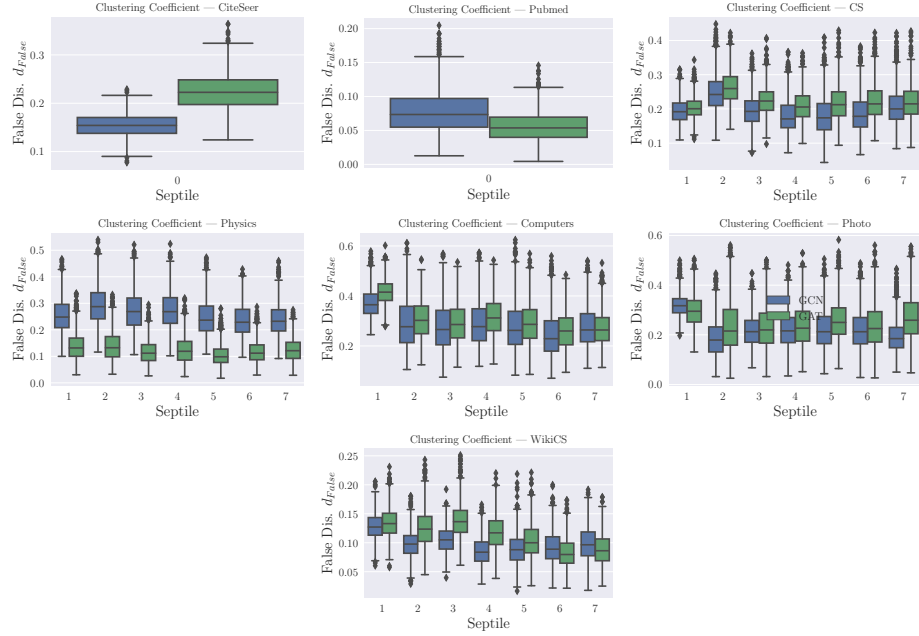 Clustering Coefficient — CiteSeer
False Dis. d_False
0.3
0.2
0.1
0
Septile
Clustering Coefficient — Pubmed
False Dis. d_False
0.20
0.15
0.10
0.05
0.00
0
Septile
Clustering Coefficient — CS
False Dis. d_False
0.4
0.3
0.2
0.1
1 2 3 4 5 6 7
Septile
Clustering Coefficient — Physics
False Dis. d_False
0.5
0.4
0.3
0.2
0.1
0.0
1 2 3 4 5 6 7
Septile
Clustering Coefficient — Computers
False Dis. d_False
0.6
0.4
0.2
1 2 3 4 5 6 7
Septile
Clustering Coefficient — Photo
False Dis. d_False
0.6
0.4
0.2
0.0
GCN
GAT
1 2 3 4 5 6 7
Septile
Clustering Coefficient — WikiCS
False Dis. d_False
0.25
0.20
0.15
0.10
0.05
1 2 3 4 5 6 7
Septile